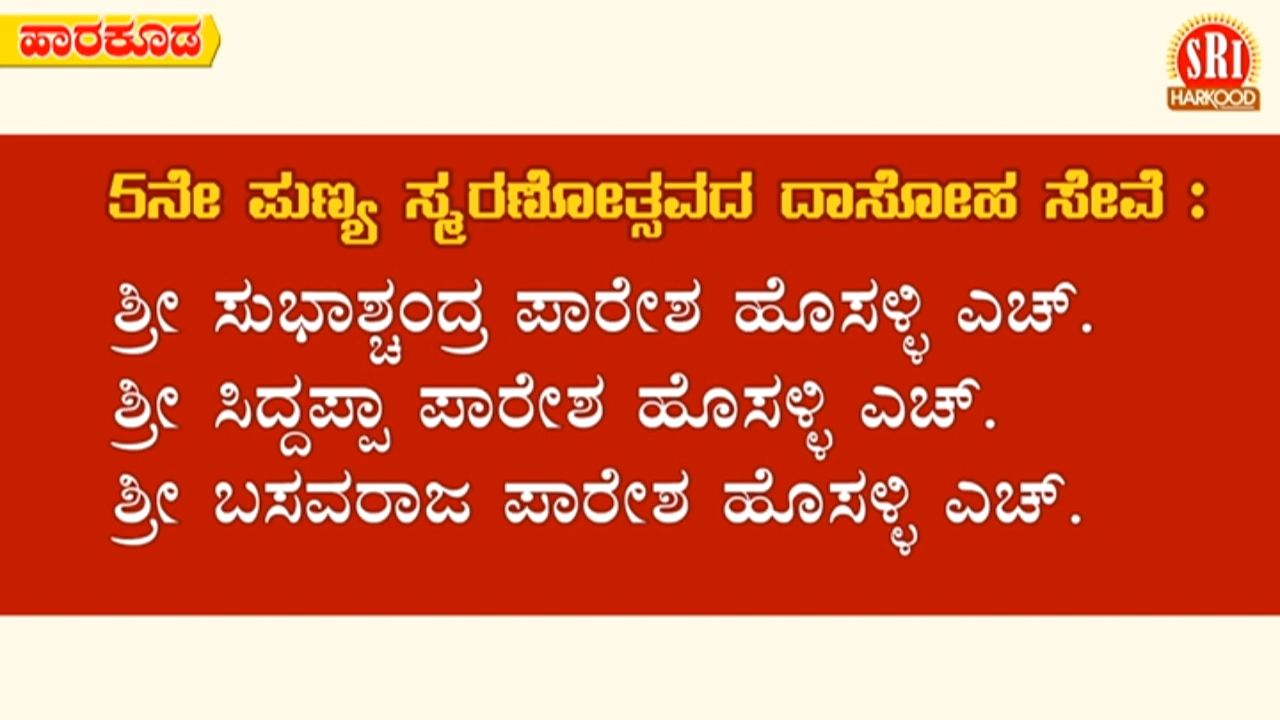 ಹಾರಕೂಡ
SRI
HARKOOD
5ನೇ ಪುಣ್ಯ ಸ್ಮರಣೋತ್ಸವದ ದಾಸೋಹ ಸೇವೆ :
ಶ್ರೀ ಸುಭಾಶ್ಚಂದ್ರ ಪಾರೇಶ ಹೊಸಳ್ಳಿ ಎಚ್.
ಶ್ರೀ ಸಿದ್ದಪ್ಪಾ ಪಾರೇಶ ಹೊಸಳ್ಳಿ ಎಚ್.
ಶ್ರೀ ಬಸವರಾಜ ಪಾರೇಶ ಹೊಸಳ್ಳಿ ಎಚ್.